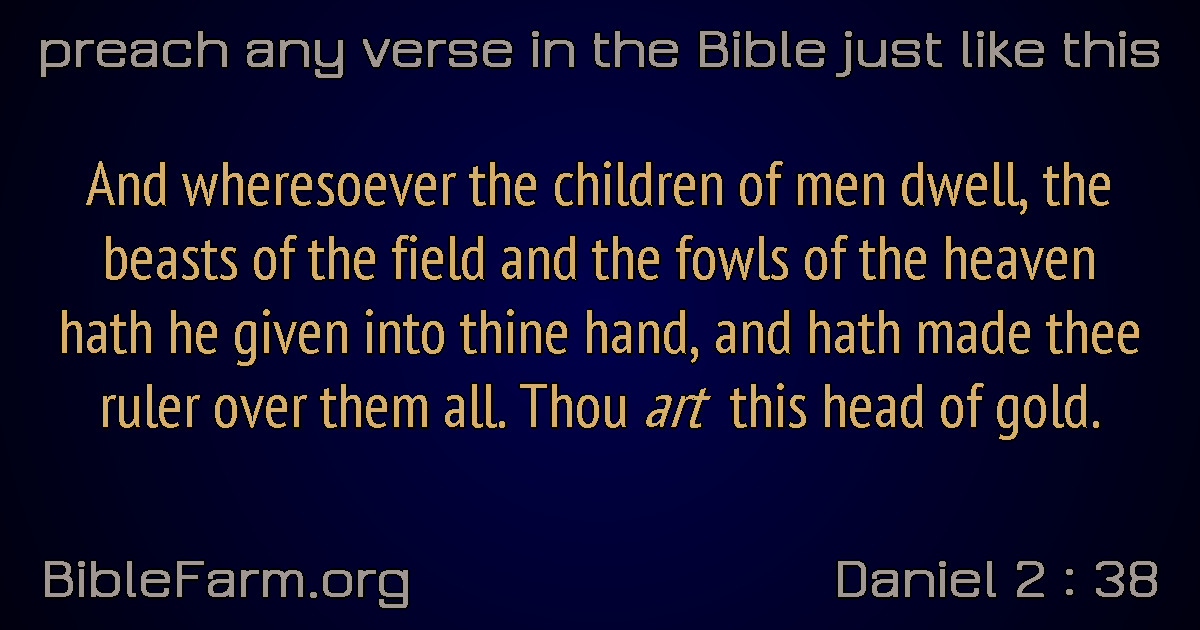 preach any verse in the Bible just like this
And wheresoever the children of men dwell, the
beasts of the field and the fowls of the heaven
hath he given into thine hand, and hath made thee
ruler over them all. Thou art this head of gold.
BibleFarm.org
Daniel 2 : 38